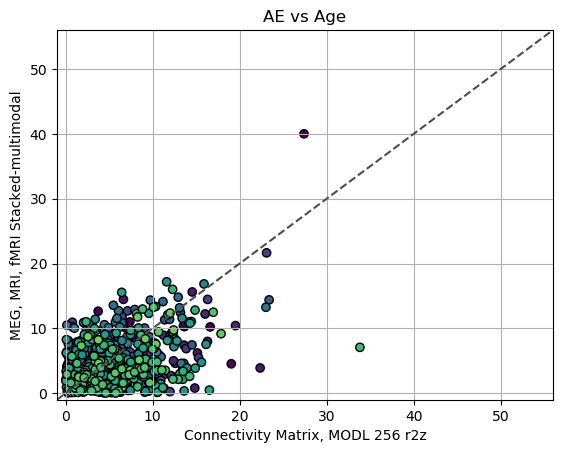 AE vs Age
MEG, MRI, fMRI Stacked-multimodal
50
40
30
20
10
0
0 10 20 30 40 50
Connectivity Matrix, MODL 256 r2z